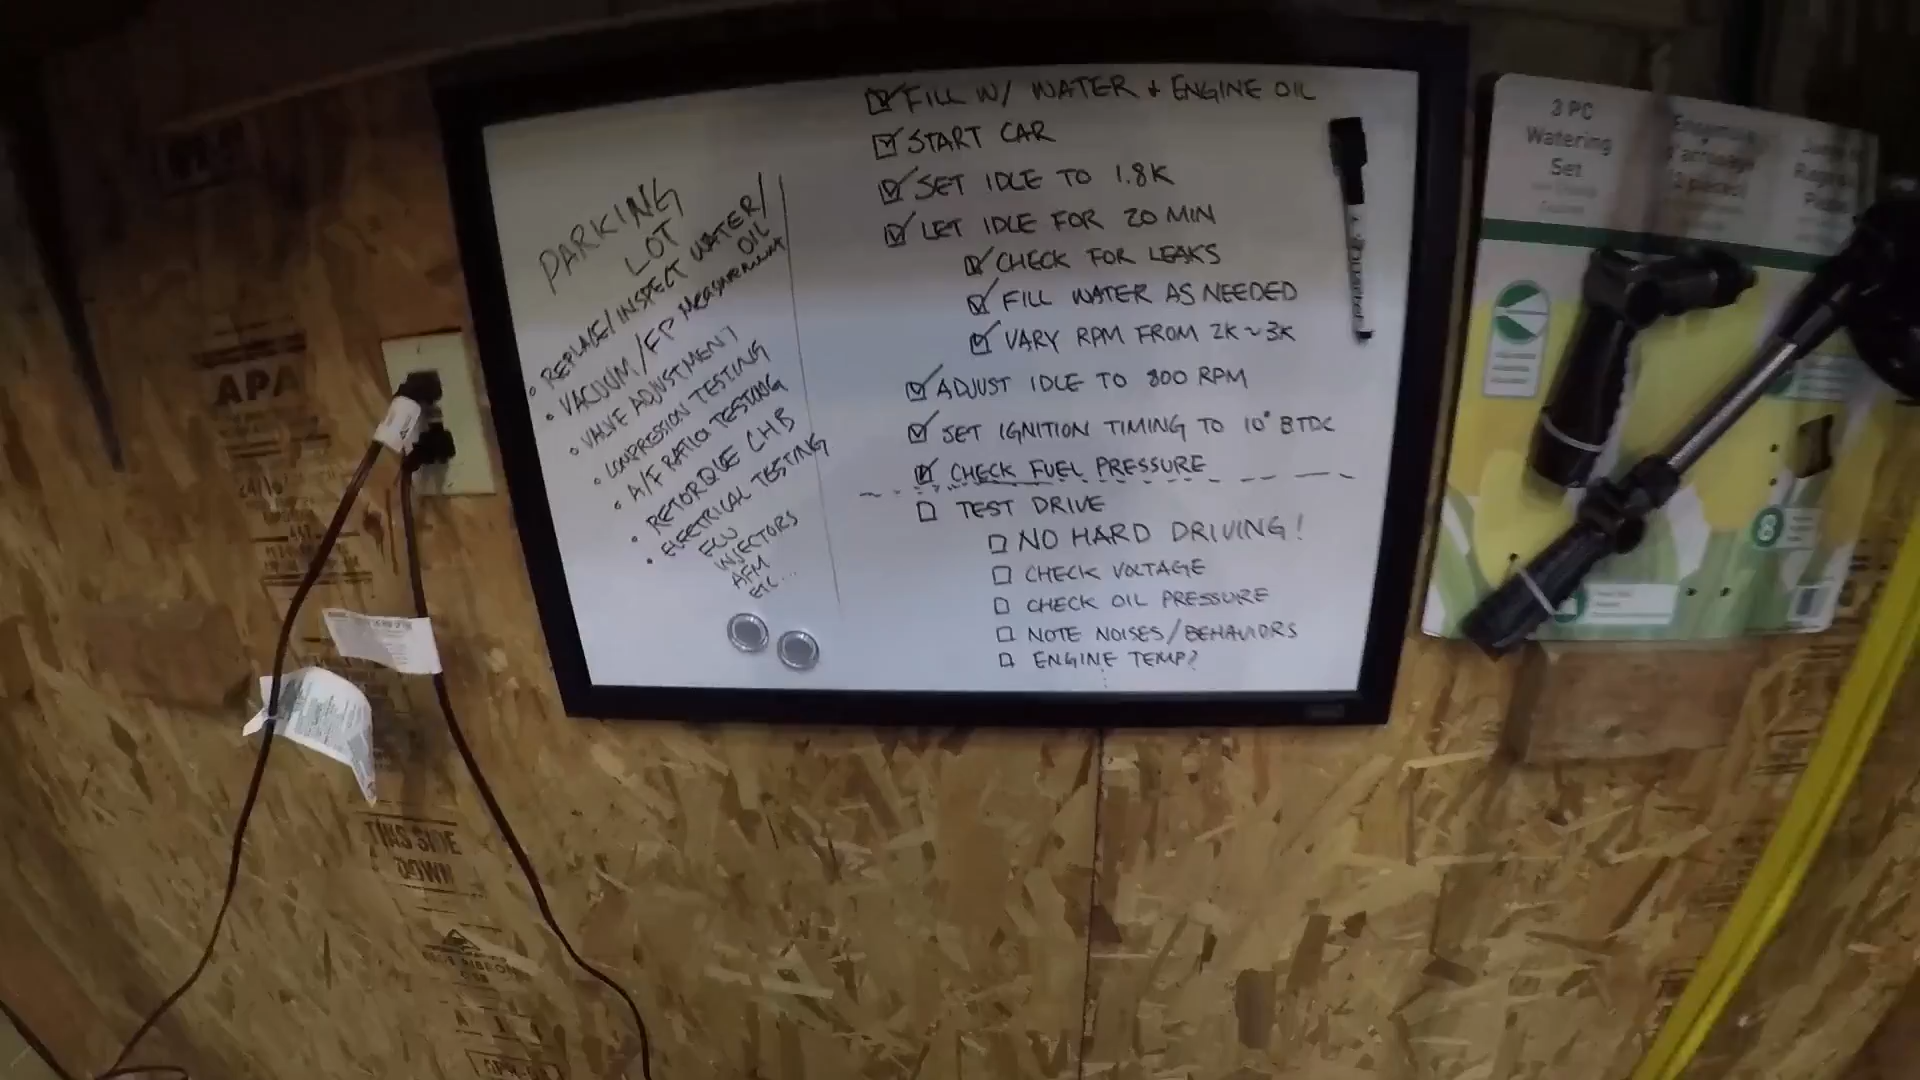 PARKING
LOT
• REPLACE/INSPECT WATER/
OIL
• VACUUM/FP MEASUREMENT
• VALVE ADJUSTMENT
• COMPRESSION TESTING
• A/F RATIO TESTING
• RETORQUE CHB
• ELECTRICAL TESTING
ECU
INJECTORS
AFM
ETC...
☑ FILL W/ WATER + ENGINE OIL
☑ START CAR
☑ SET IDLE TO 1.8K
☑ LET IDLE FOR 20 MIN
☑ CHECK FOR LEAKS
☑ FILL WATER AS NEEDED
☑ VARY RPM FROM 2K~3K
☑ ADJUST IDLE TO 800 RPM
☑ SET IGNITION TIMING TO 10° BTDC
☑ CHECK FUEL PRESSURE
☐ TEST DRIVE
☐ NO HARD DRIVING!
☐ CHECK VOLTAGE
☐ CHECK OIL PRESSURE
☐ NOTE NOISES/BEHAVIORS
☐ ENGINE TEMP?
3 PC
Watering
Set
APA
THIS SIDE
DOWN